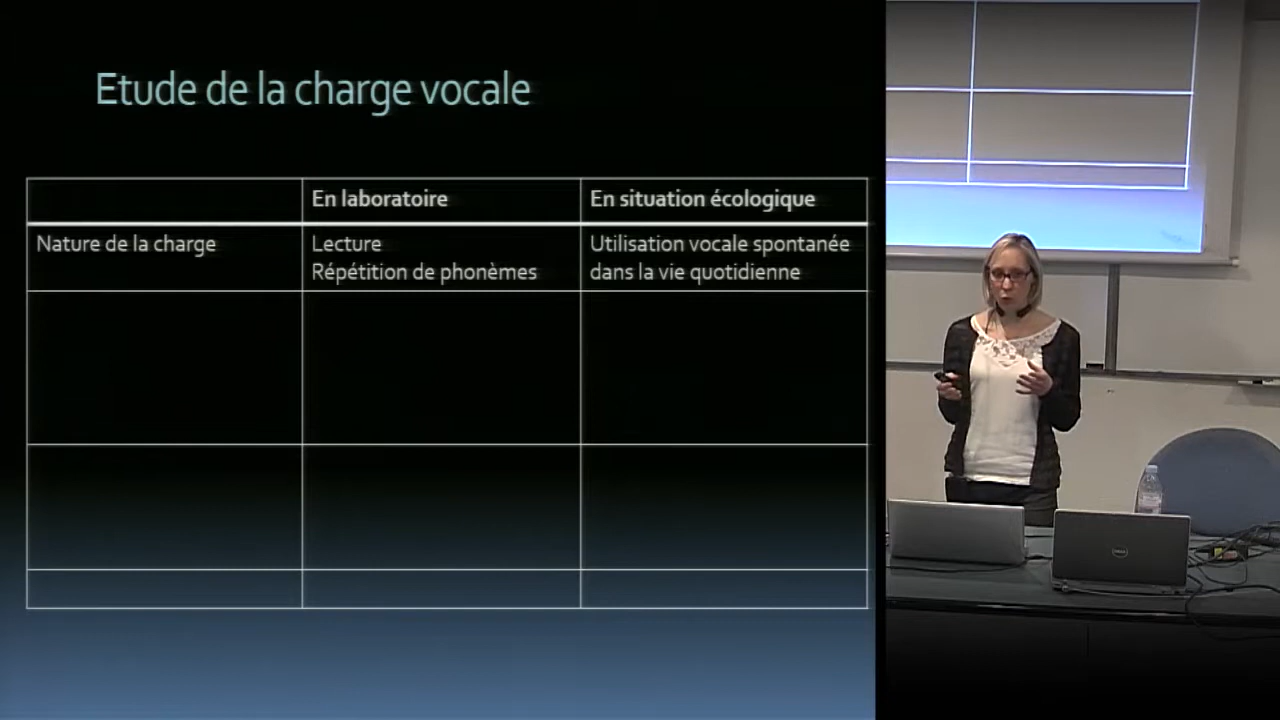 Etude de la charge vocale
En laboratoire
En situation écologique
Nature de la charge
Lecture
Répétition de phonèmes
Utilisation vocale spontanée
dans la vie quotidienne
DELL